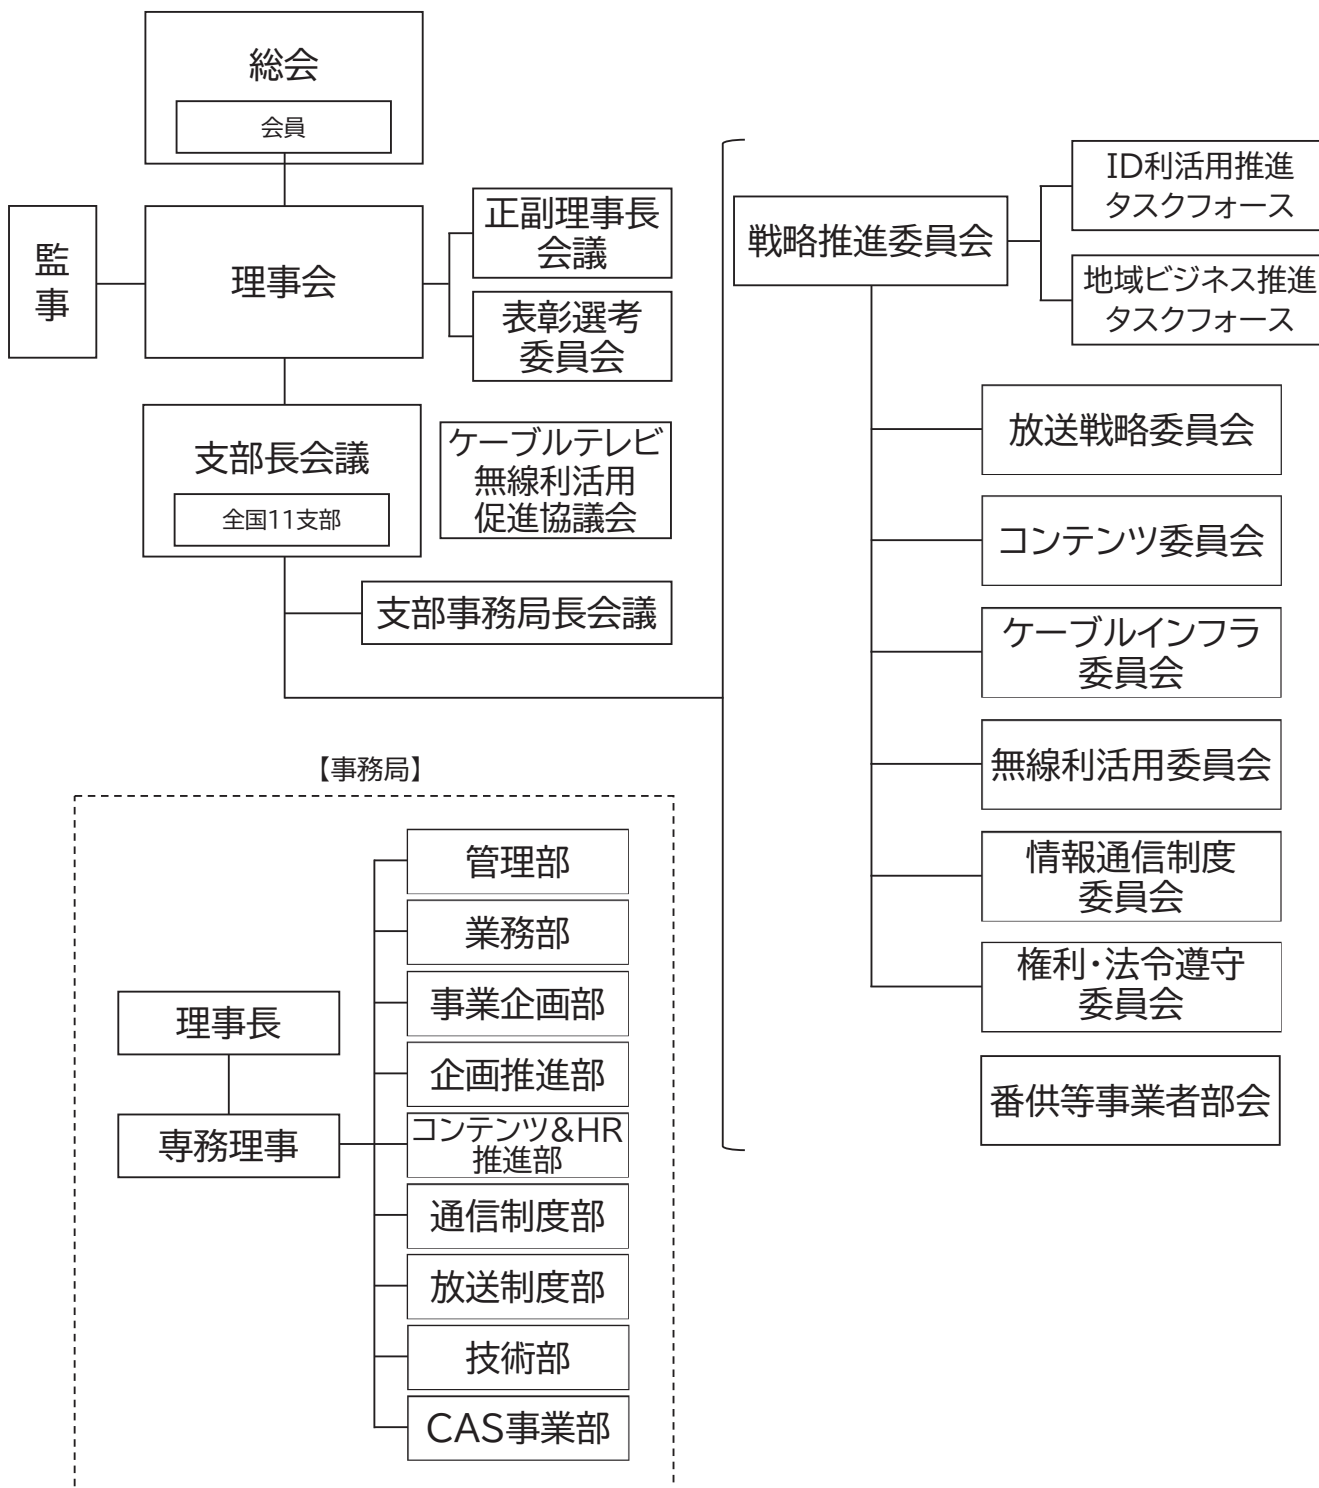 総会
会員
監
事
理事会
正副理事長
会議
表彰選考
委員会
支部長会議
全国11支部
ケーブルテレビ
無線利活用
促進協議会
支部事務局長会議
戦略推進委員会
ID利活用推進
タスクフォース
地域ビジネス推進
タスクフォース
放送戦略委員会
コンテンツ委員会
ケーブルインフラ
委員会
無線利活用委員会
情報通信制度
委員会
権利・法令遵守
委員会
番供等事業者部会
【事務局】
理事長
専務理事
管理部
業務部
事業企画部
企画推進部
コンテンツ&HR
推進部
通信制度部
放送制度部
技術部
CAS事業部